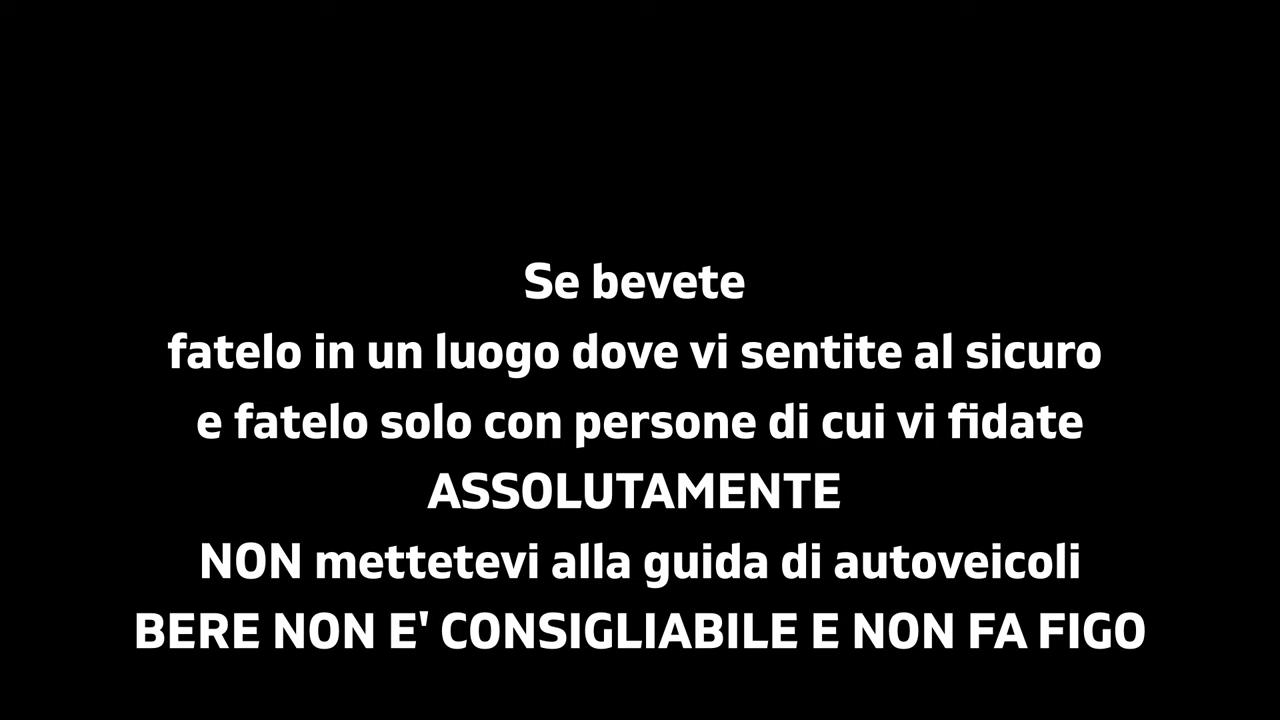 Se bevete
fatelo in un luogo dove vi sentite al sicuro
e fatelo solo con persone di cui vi fidate
ASSOLUTAMENTE
NON mettetevi alla guida di autoveicoli
BERE NON E' CONSIGLIABILE E NON FA FIGO